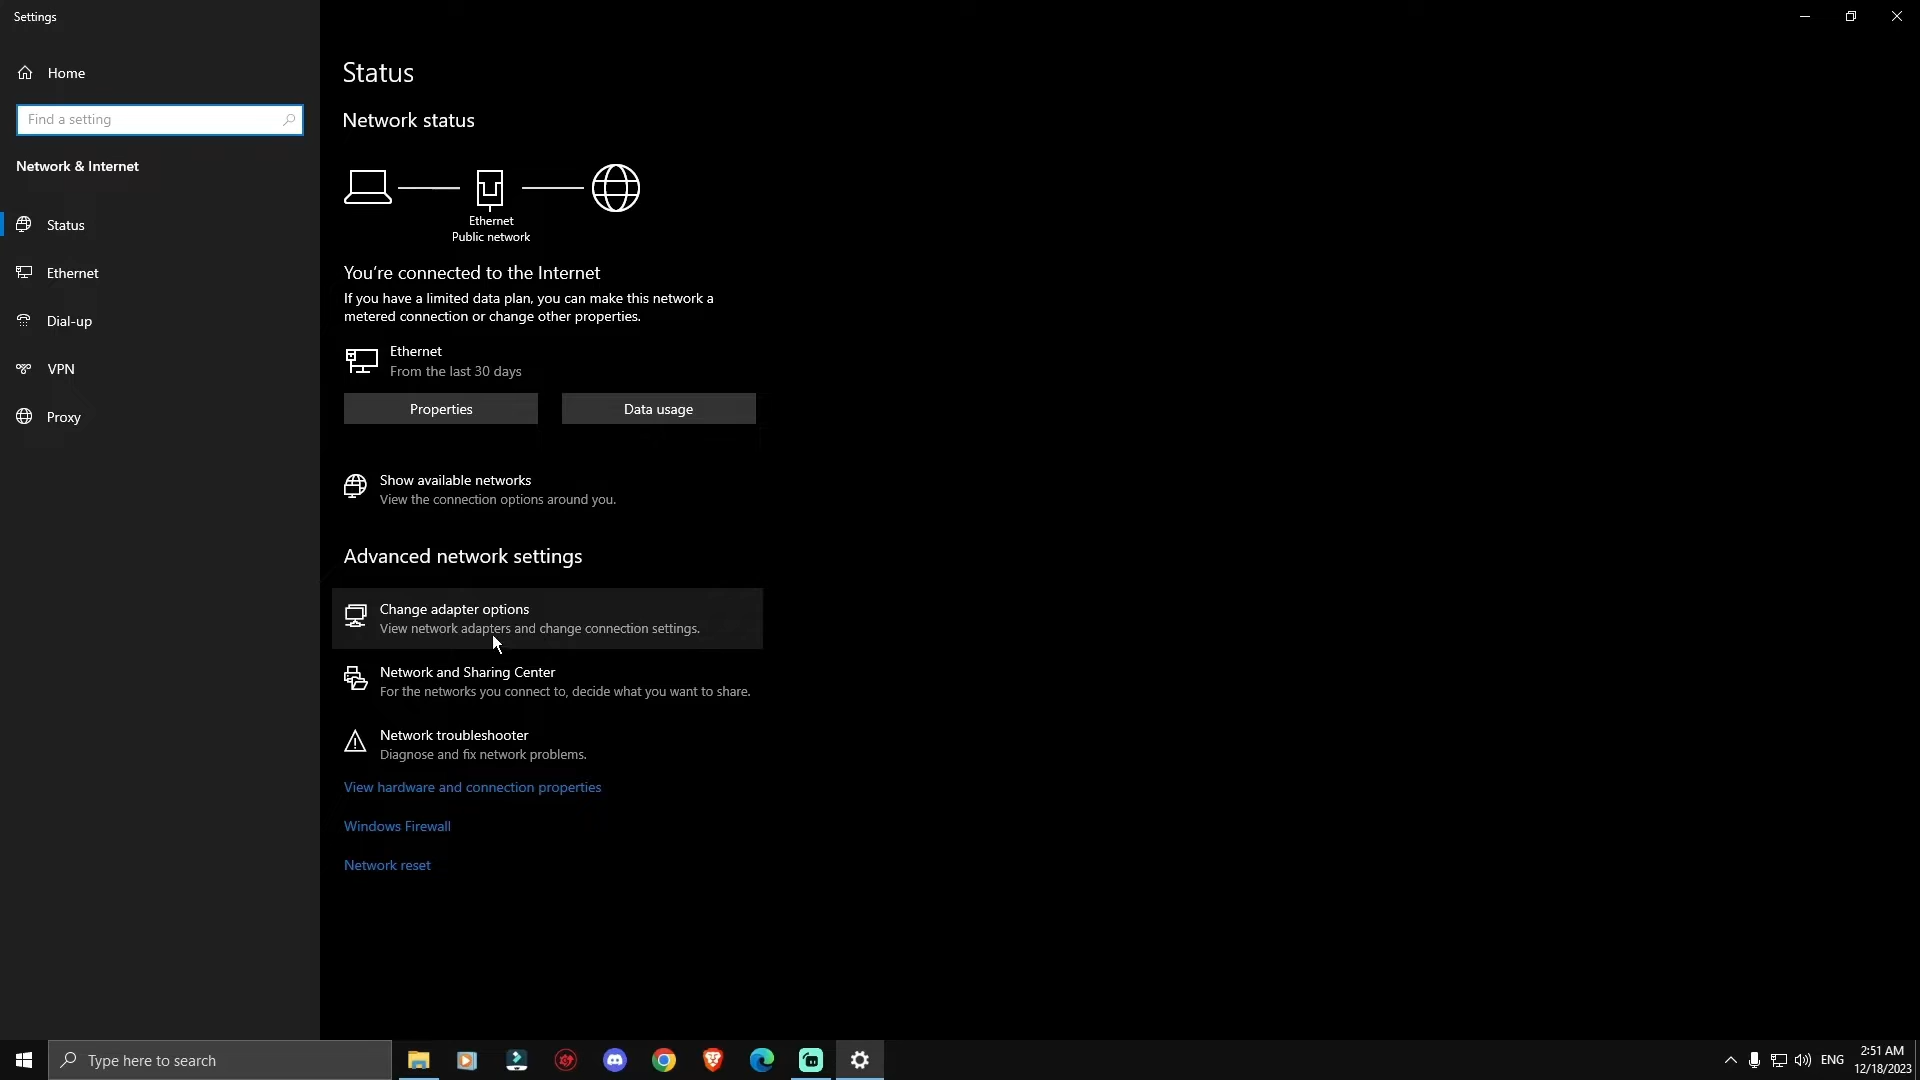 Settings
Home
Find a setting
Network & Internet
Status
Ethernet
Dial-up
VPN
Proxy
Status
Network status
Ethernet
Public network
You're connected to the Internet
If you have a limited data plan, you can make this network a
metered connection or change other properties.
Ethernet
From the last 30 days
Properties
Data usage
Show available networks
View the connection options around you.
Advanced network settings
Change adapter options
View network adapters and change connection settings.
Network and Sharing Center
For the networks you connect to, decide what you want to share.
Network troubleshooter
Diagnose and fix network problems.
View hardware and connection properties
Windows Firewall
Network reset
Type here to search
ENG
2:51 AM
12/18/2023